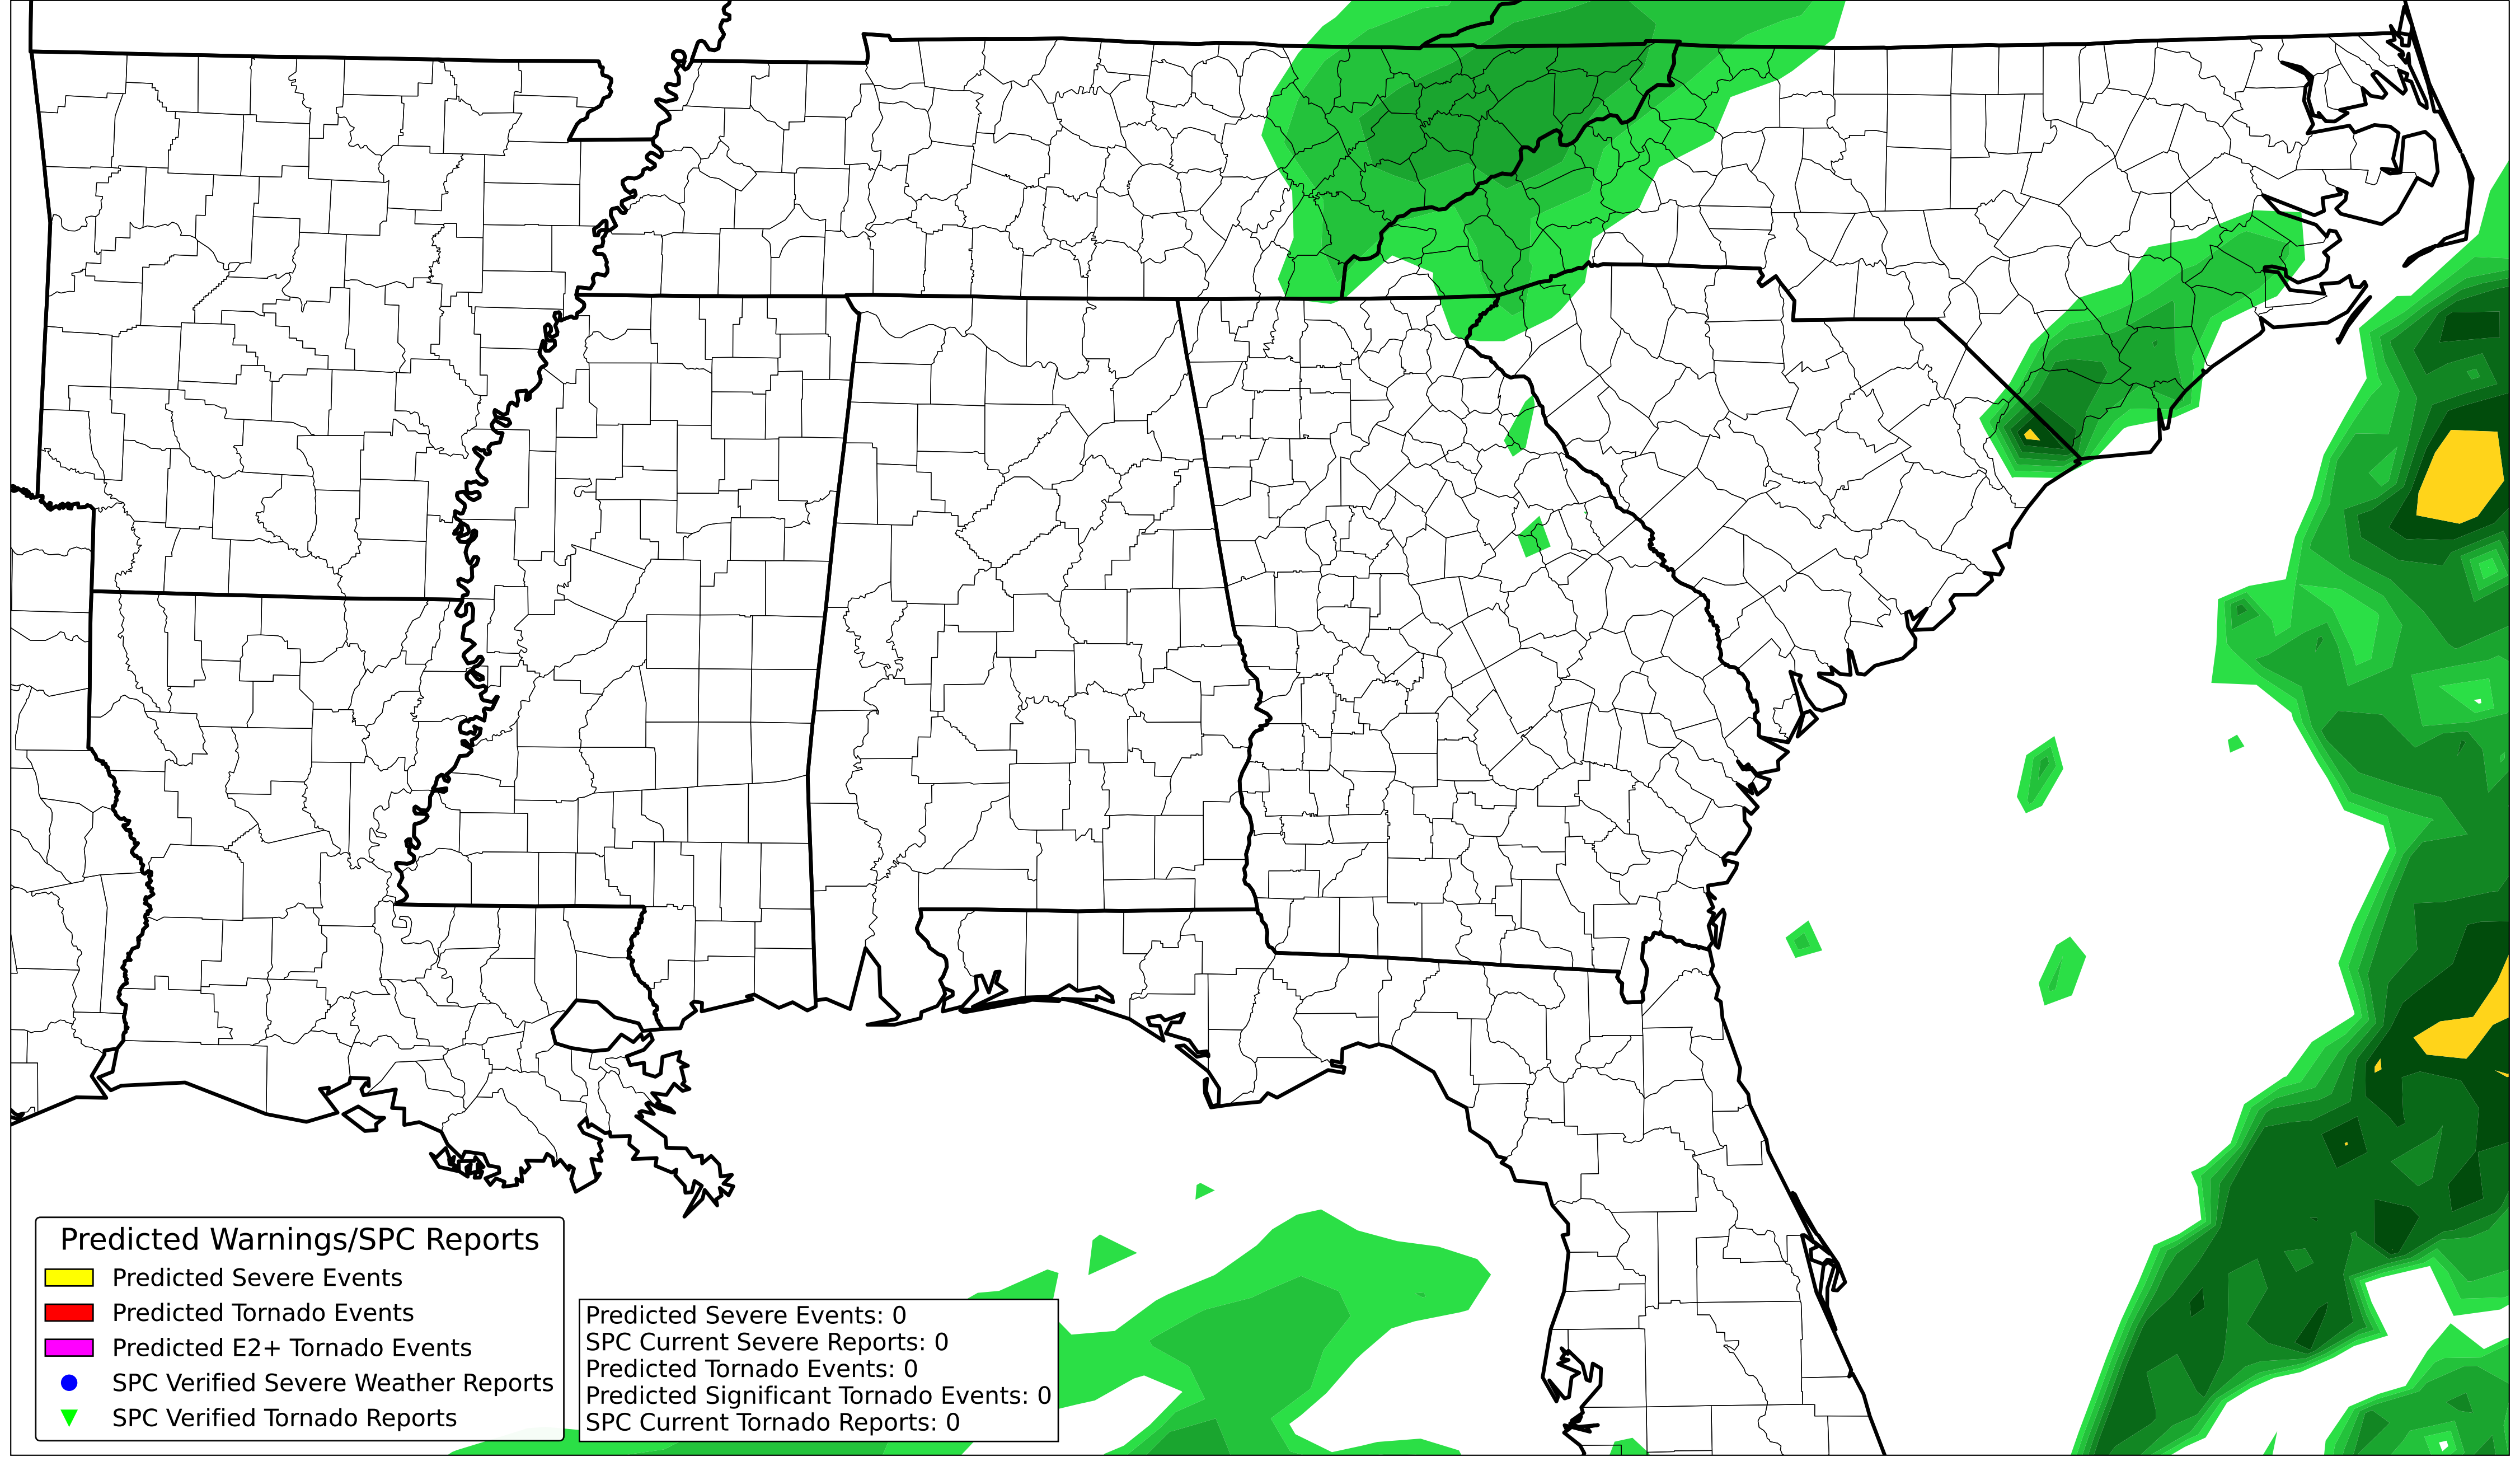 Predicted Warnings/SPC Reports
Predicted Severe Events
Predicted Tornado Events
Predicted E2+ Tornado Events
SPC Verified Severe Weather Reports
SPC Verified Tornado Reports
Predicted Severe Events: 0
SPC Current Severe Reports: 0
Predicted Tornado Events: 0
Predicted Significant Tornado Events: 0
SPC Current Tornado Reports: 0